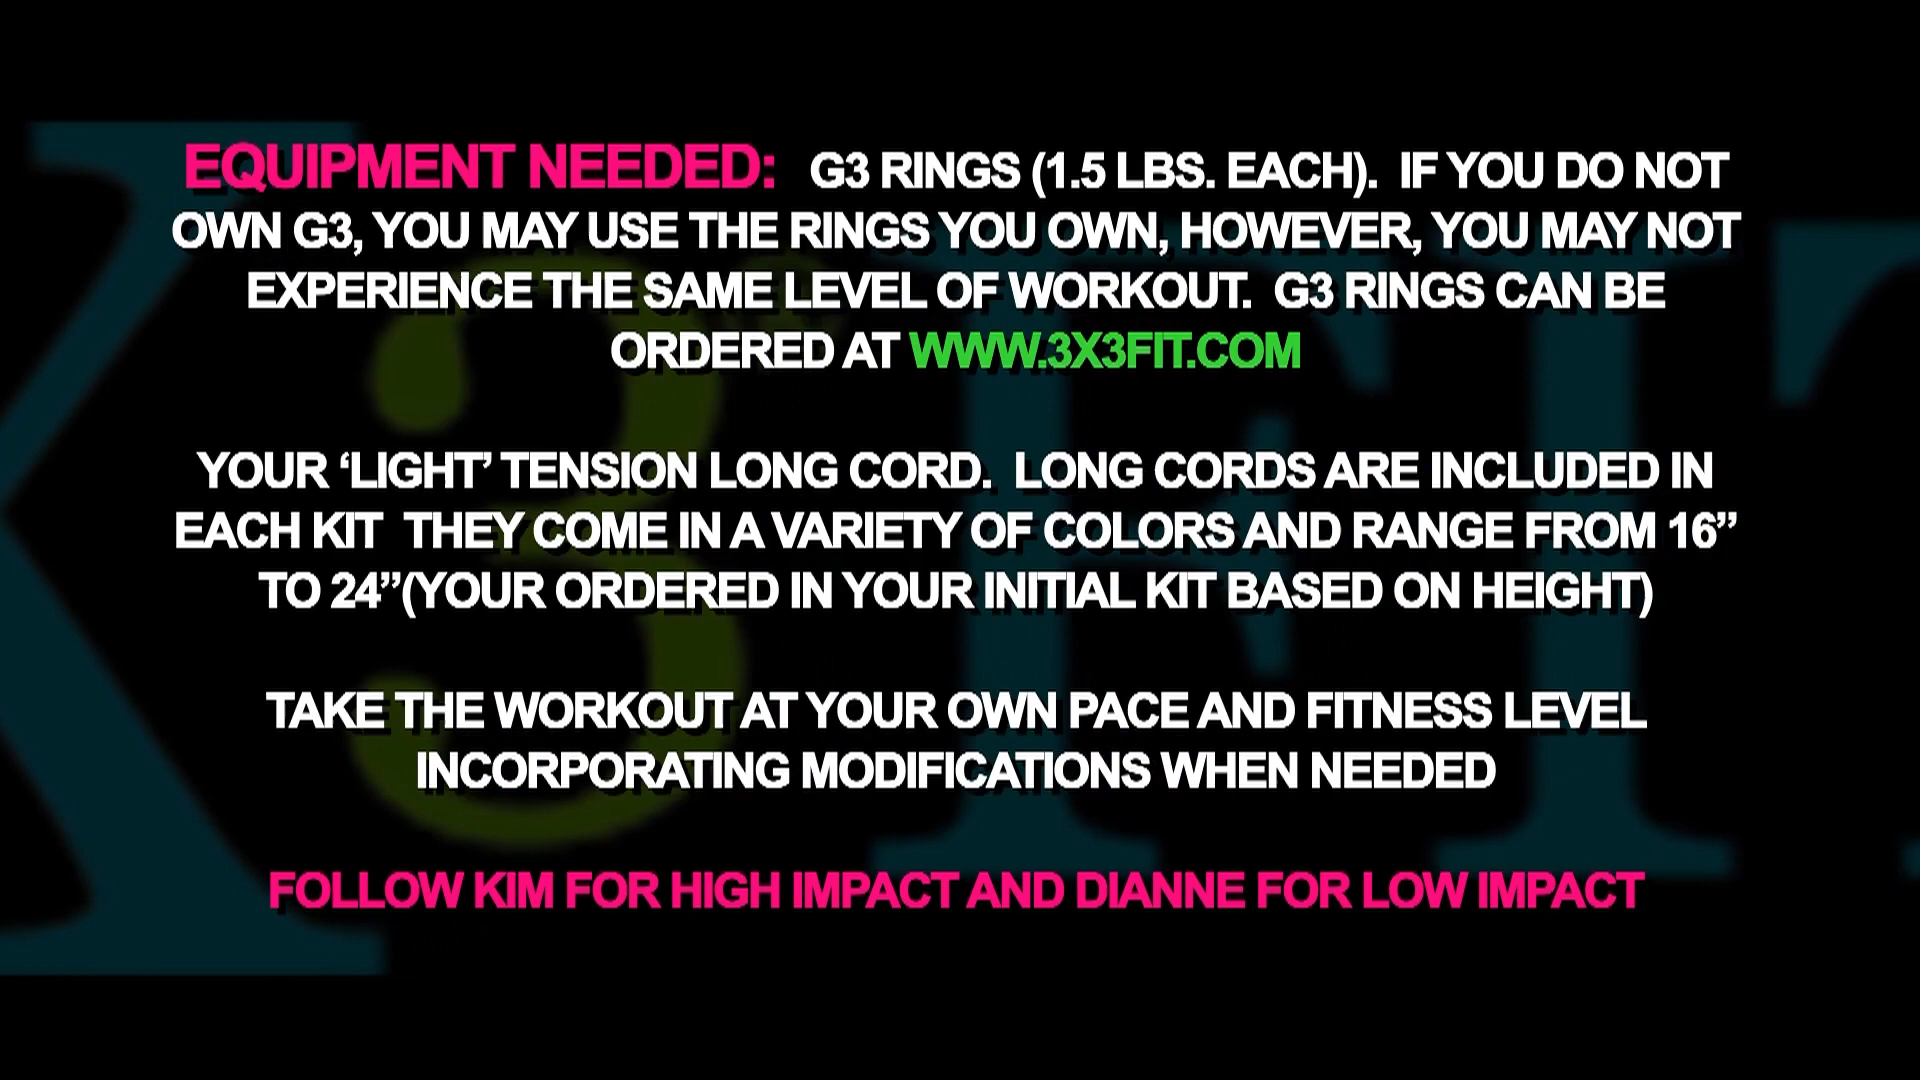 EQUIPMENT NEEDED: G3 RINGS (1.5 LBS. EACH). IF YOU DO NOT
OWN G3, YOU MAY USE THE RINGS YOU OWN, HOWEVER, YOU MAY NOT
EXPERIENCE THE SAME LEVEL OF WORKOUT. G3 RINGS CAN BE
ORDERED AT WWW.3X3FIT.COM
YOUR ‘LIGHT’ TENSION LONG CORD. LONG CORDS ARE INCLUDED IN
EACH KIT THEY COME IN A VARIETY OF COLORS AND RANGE FROM 16”
TO 24”(YOUR ORDERED IN YOUR INITIAL KIT BASED ON HEIGHT)
TAKE THE WORKOUT AT YOUR OWN PACE AND FITNESS LEVEL
INCORPORATING MODIFICATIONS WHEN NEEDED
FOLLOW KIM FOR HIGH IMPACT AND DIANNE FOR LOW IMPACT
X3FIT